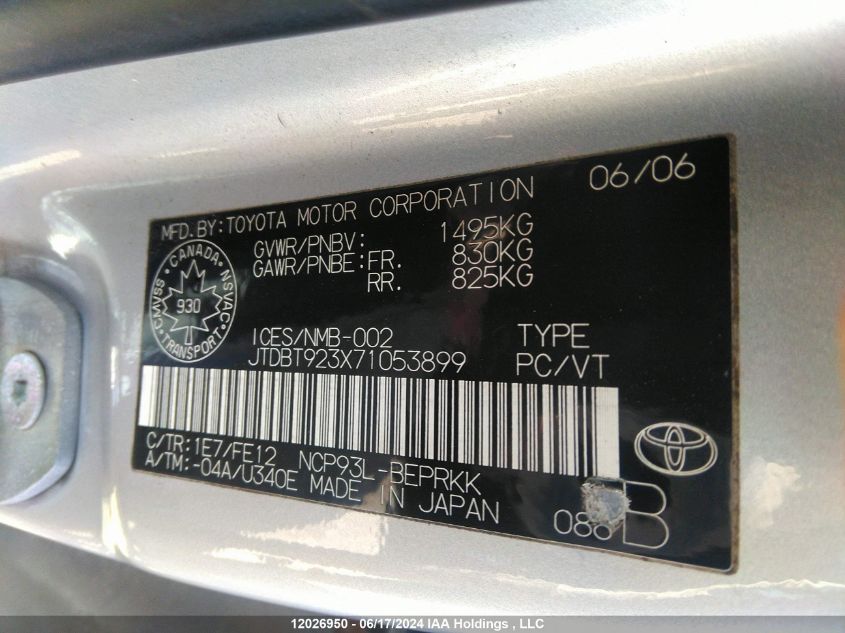 06/06
MFD.BY:TOYOTA MOTOR CORPORATION
GVWR/PNBV: 1495KG
GAWR/PNBE:FR. 830KG
RR. 825KG
CANADA
CMVSS NSVAC
930
TRANSPORT
ICES/NMB-002 TYPE
JTDBT923X71053899 PC/VT
C/TR:1E7/FE12 NCP93L-BEPRKK
A/TM:-04A/U340E MADE IN JAPAN
B
12026950 - 06/17/2024 IAA Holdings , LLC